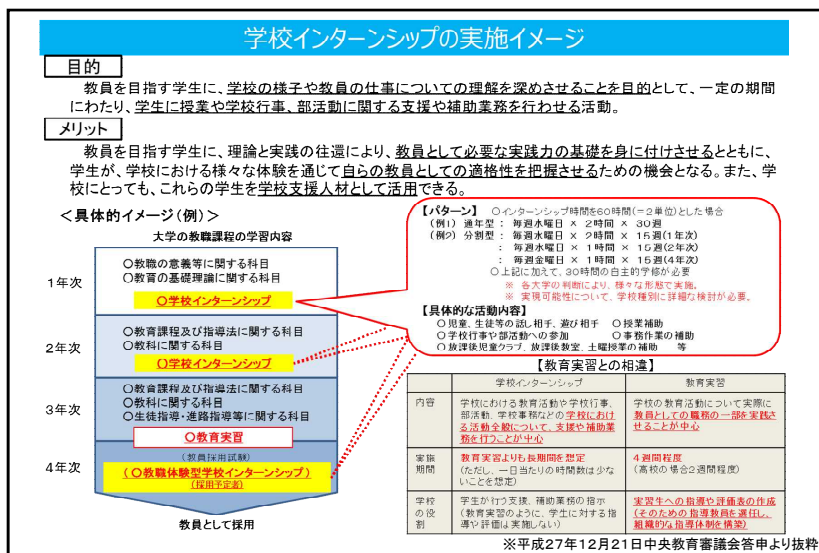 学校インターンシップの実施イメージ
目的
教員を目指す学生に、学校の様子や教員の仕事についての理解を深めさせることを目的として、一定の期間
にわたり、学生に授業や学校行事、部活動に関する支援や補助業務を行わせる活動。
メリット
教員を目指す学生に、理論と実践の往還により、教員として必要な実践力の基礎を身に付けさせるとともに、
学生が、学校における様々な体験を通じて自らの教員としての適格性を把握させるための機会となる。また、学
校にとっても、これらの学生を学校支援人材として活用できる。
＜具体的イメージ（例）＞
大学の教職課程の学習内容
1年次
○教職の意義等に関する科目
○教育の基礎理論に関する科目
○学校インターンシップ
2年次
○教育課程及び指導法に関する科目
○教科に関する科目
○学校インターンシップ
3年次
○教育課程及び指導法に関する科目
○教科に関する科目
○生徒指導・進路指導等に関する科目
○教育実習
4年次
（教員採用試験）
（○教職体験型学校インターンシップ）
（採用予定者）
教員として採用
【パターン】 ○インターンシップ時間を60時間(＝2単位)とした場合
（例1） 通年型 ： 毎週水曜日 × 2時間 × 30週
（例2） 分割型 ： 毎週水曜日 × 2時間 × 15週(1年次)
： 毎週水曜日 × 1時間 × 15週(2年次)
： 毎週金曜日 × 1時間 × 15週(4年次)
○上記に加えて、30時間の自主的学修が必要
※ 各大学の判断により、様々な形態で実施。
※ 実現可能性について、学校種別に詳細な検討が必要。
【具体的な活動内容】
○児童、生徒等の話し相手、遊び相手 ○授業補助
○学校行事や部活動への参加 ○事務作業の補助
○放課後児童クラブ、放課後教室、土曜授業の補助 等
【教育実習との相違】
学校インターンシップ 教育実習
内容
学校における教育活動や学校行事、
部活動、学校事務などの学校におけ
る活動全般について、支援や補助業
務を行うことが中心
学校の教育活動について実際に
教員としての職務の一部を実践さ
せることが中心
実施
期間
教育実習よりも長期間を想定
(ただし、一日当たりの時間数は少な
いことを想定)
4週間程度
(高校の場合2週間程度)
学校
の役
割
学生が行う支援、補助業務の指示
(教育実習のように、学生に対する指
導や評価は実施しない)
実習生への指導や評価表の作成
(そのための指導教員を選任し、
組織的な指導体制を構築)
※平成27年12月21日中央教育審議会答申より抜粋